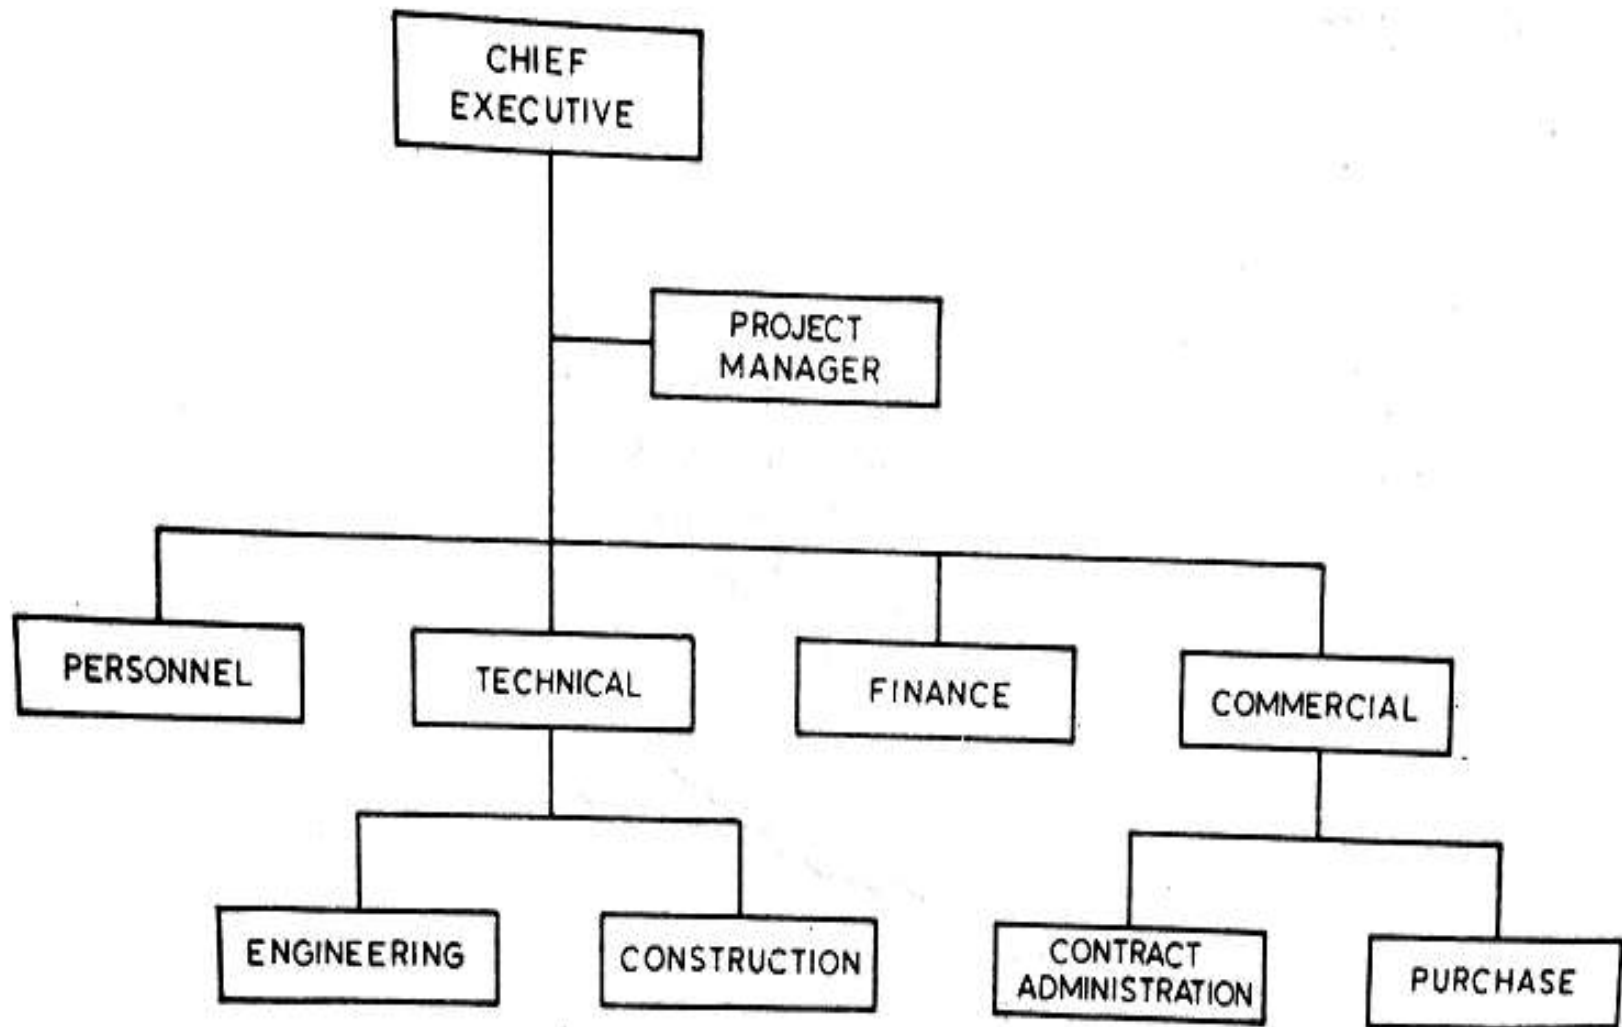 CHIEF
EXECUTIVE
PROJECT
MANAGER
PERSONNEL
TECHNICAL
FINANCE
COMMERCIAL
ENGINEERING
CONSTRUCTION
CONTRACT
ADMINISTRATION
PURCHASE